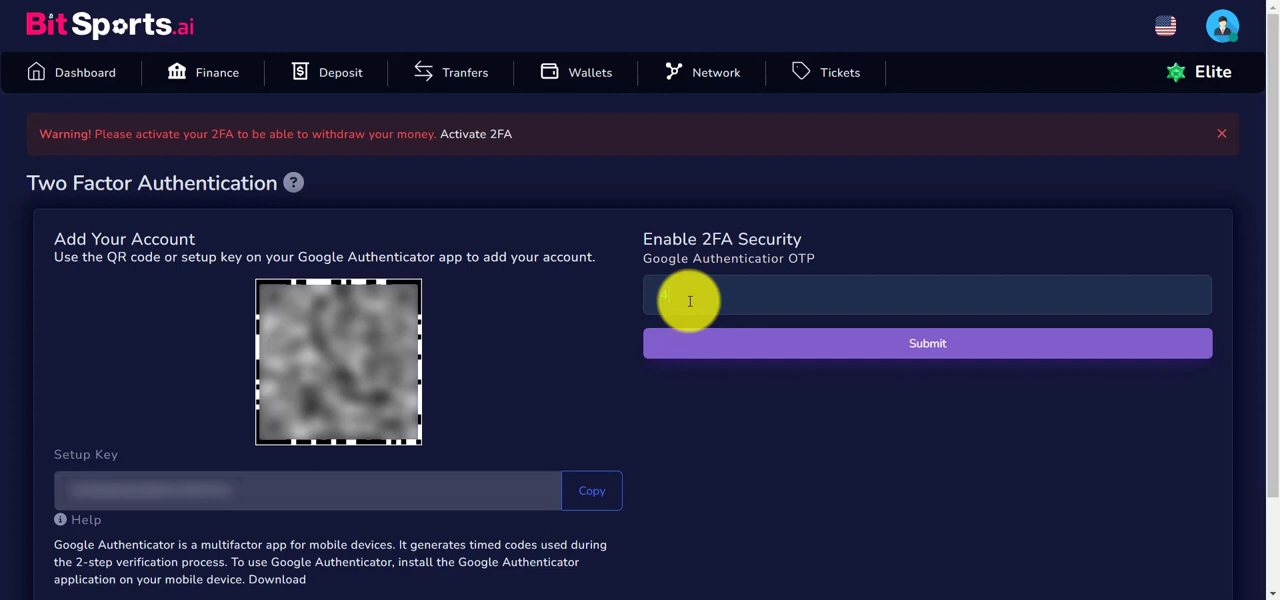 BitSports.ai
Dashboard
Finance
Deposit
Tranfers
Wallets
Network
Tickets
Elite
Warning! Please activate your 2FA to be able to withdraw your money. Activate 2FA
Two Factor Authentication ?
Add Your Account
Use the QR code or setup key on your Google Authenticator app to add your account.
Setup Key
Copy
Help
Google Authenticator is a multifactor app for mobile devices. It generates timed codes used during
the 2-step verification process. To use Google Authenticator, install the Google Authenticator
application on your mobile device. Download
Enable 2FA Security
Google Authenticatior OTP
4
Submit